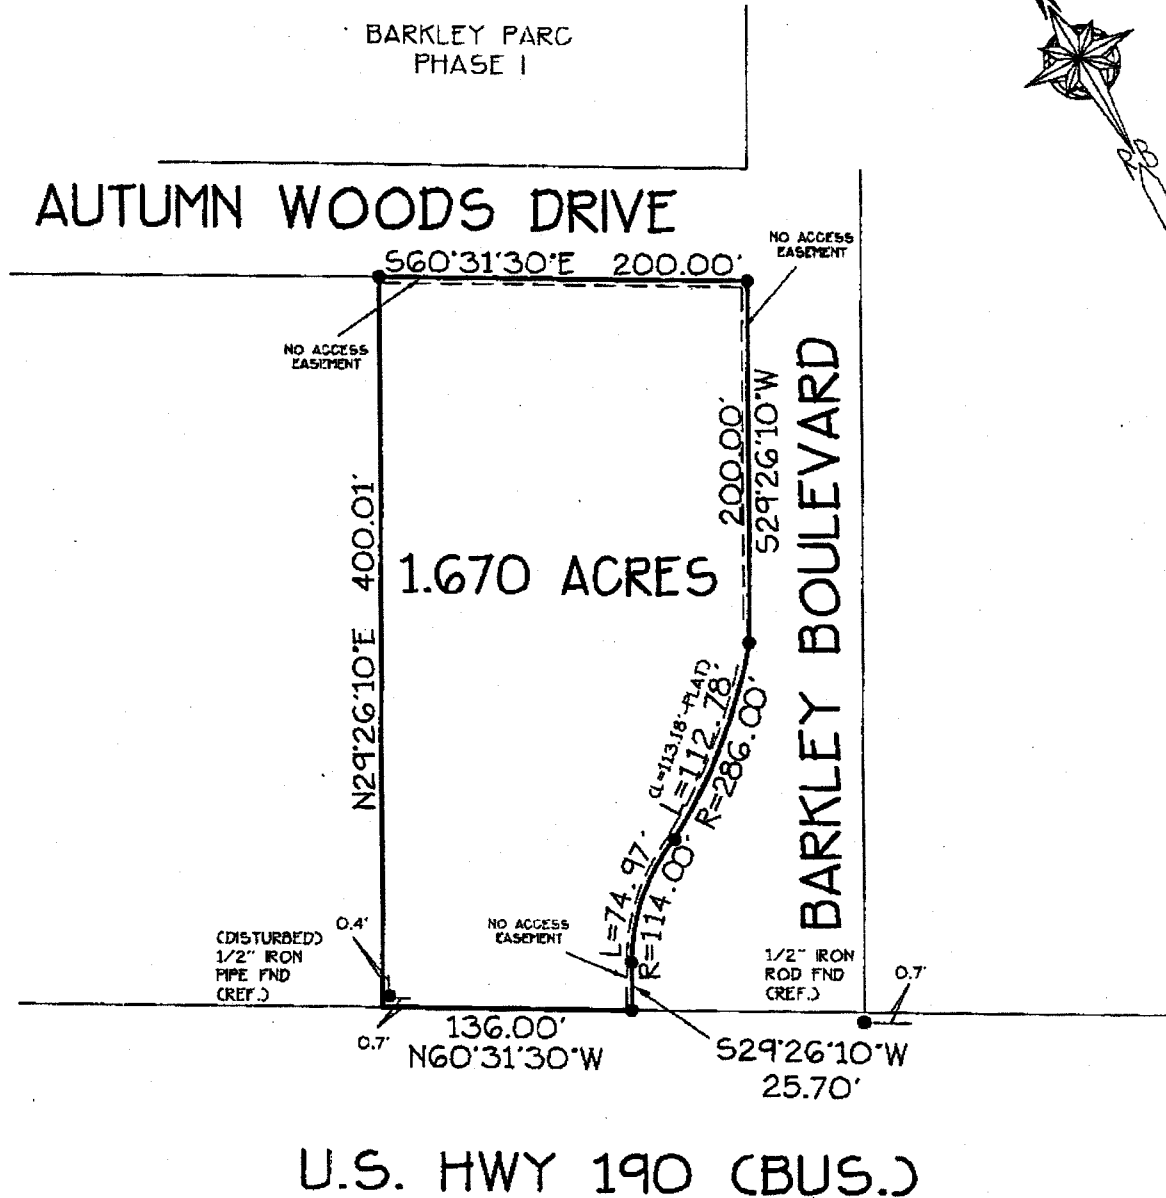 BARKLEY PARC
PHASE I
AUTUMN WOODS DRIVE
NO ACCESS
EASEMENT
S60°31'30"E 200.00'
NO ACCESS
EASEMENT
200.00'
S29°26'10"W
BARKLEY BOULEVARD
N29°26'10"E 400.01'
1.670 ACRES
(L=113.18'-PLAT)
L=112.78'
R=286.00'
L=74.97'
R=114.00'
NO ACCESS
EASEMENT
(DISTURBED)
1/2" IRON
PIPE FND
(REF.)
0.4'
0.7'
1/2" IRON
ROD FND
(REF.)
0.7'
136.00'
N60°31'30"W
S29°26'10"W
25.70'
U.S. HWY 190 (BUS.)